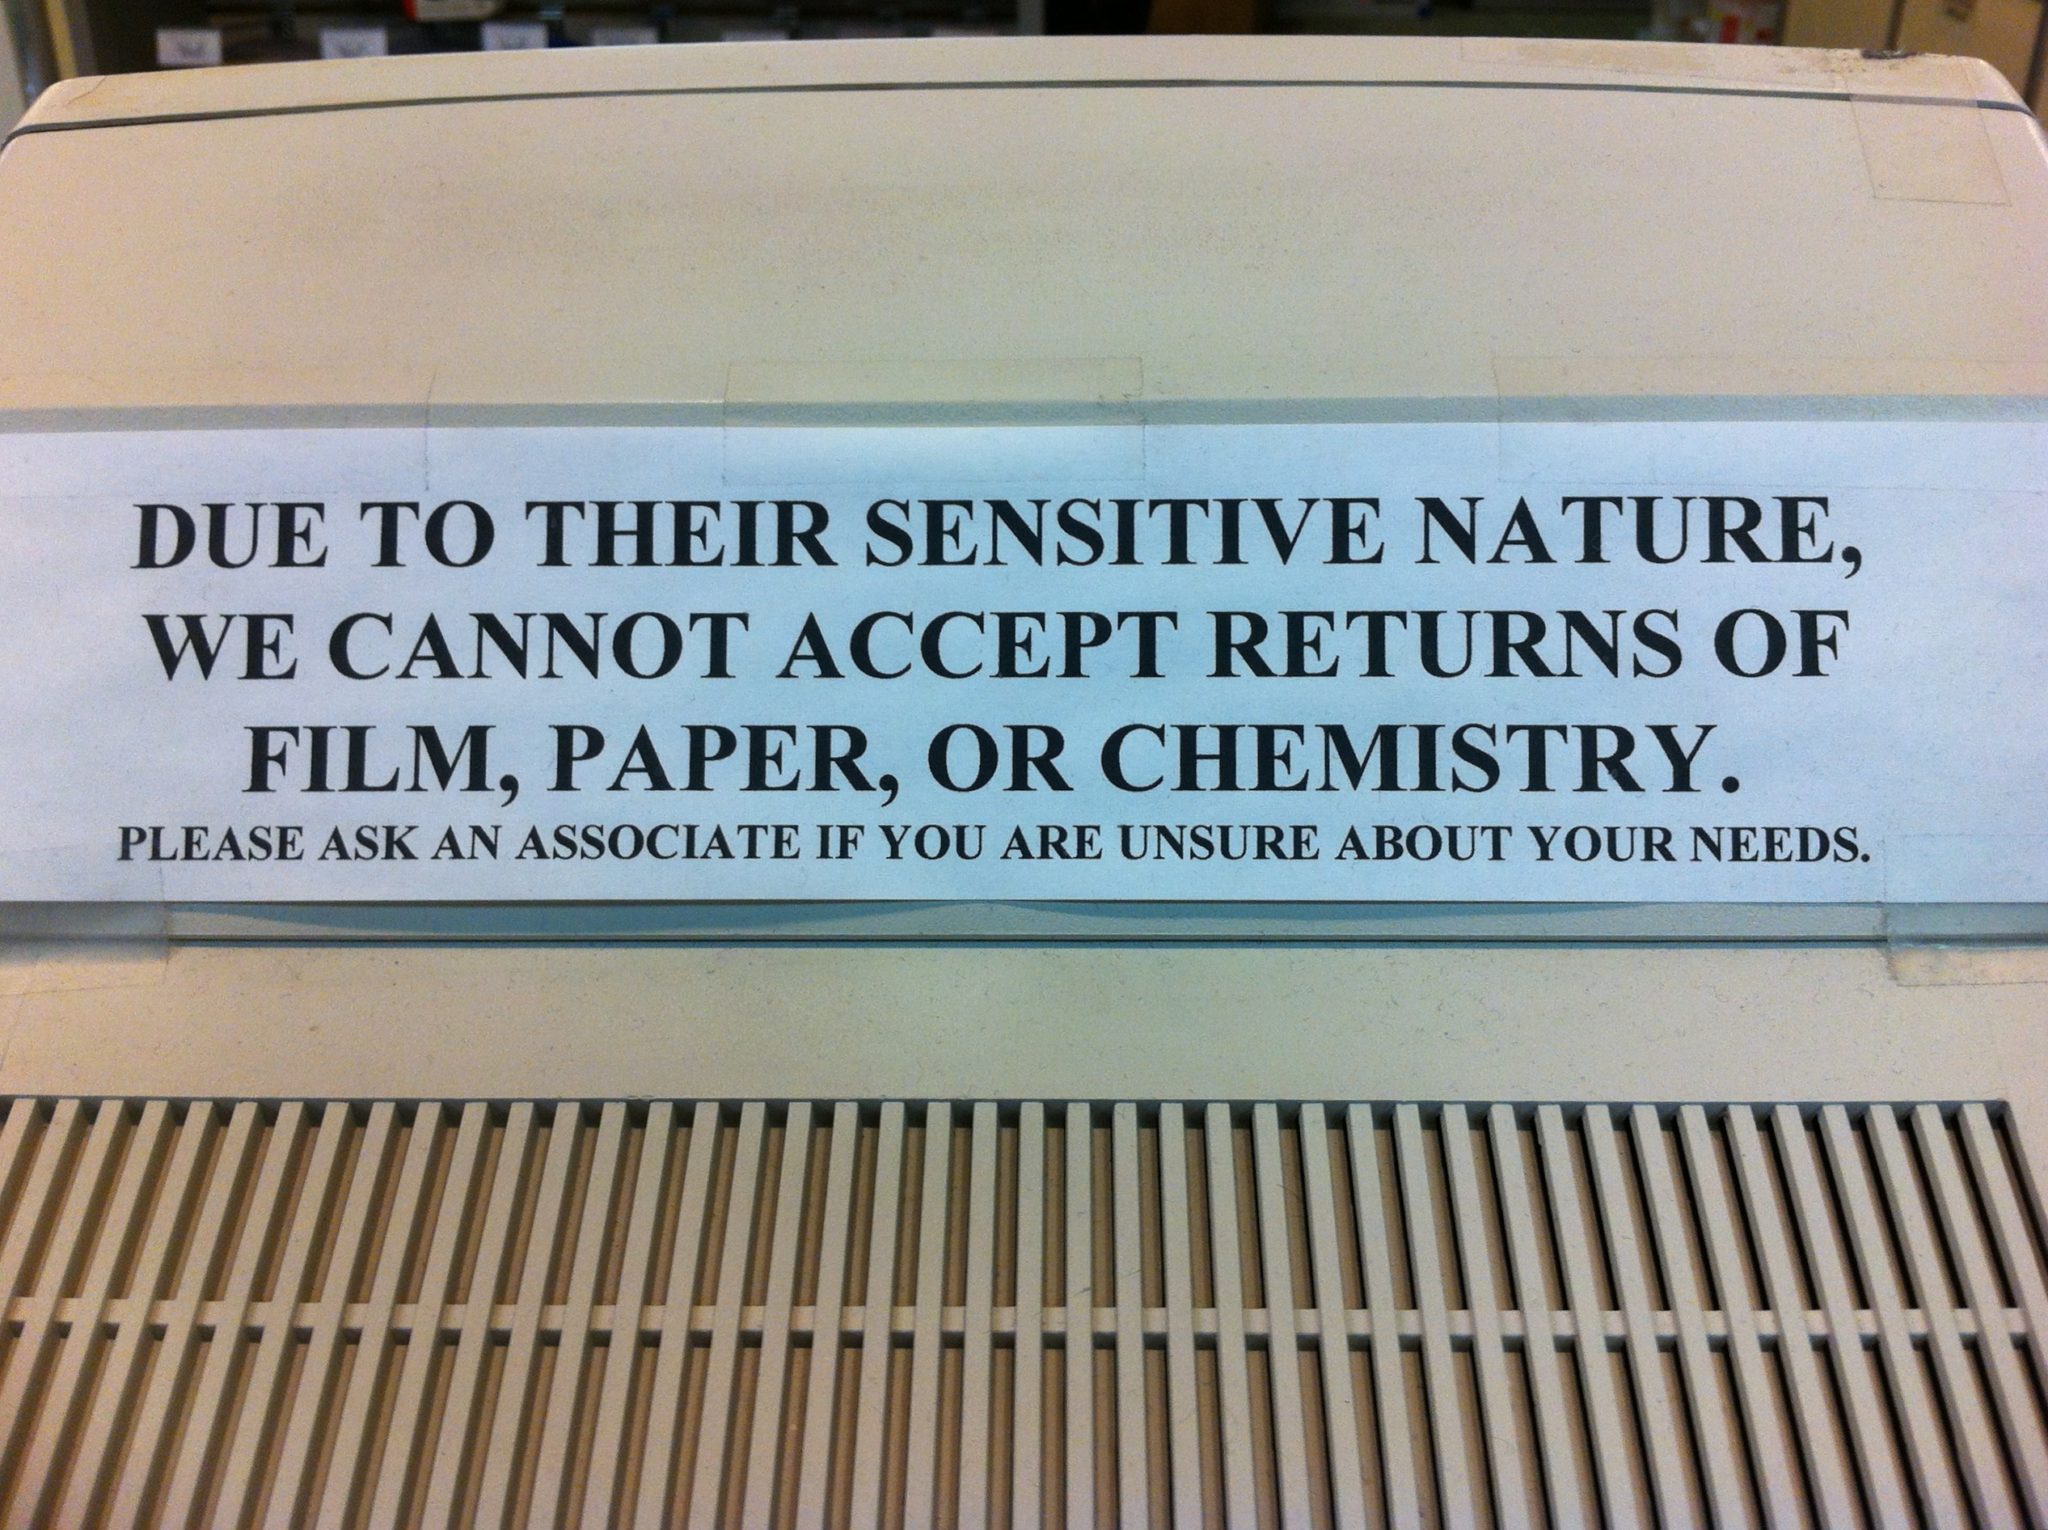 DUE TO THEIR SENSITIVE NATURE,
WE CANNOT ACCEPT RETURNS OF
FILM, PAPER, OR CHEMISTRY.
PLEASE ASK AN ASSOCIATE IF YOU ARE UNSURE ABOUT YOUR NEEDS.